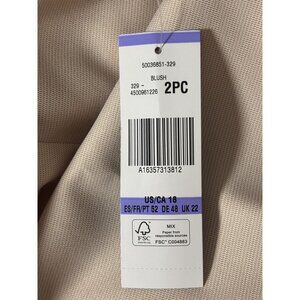 50036851-329
BLUSH
329 -
4500961226
2PC
A16357313812
US/CA 18
ES/FR/PT 52 DE 48 UK 22
FSC
MIX
Paper from
responsible sources
FSC® C004883